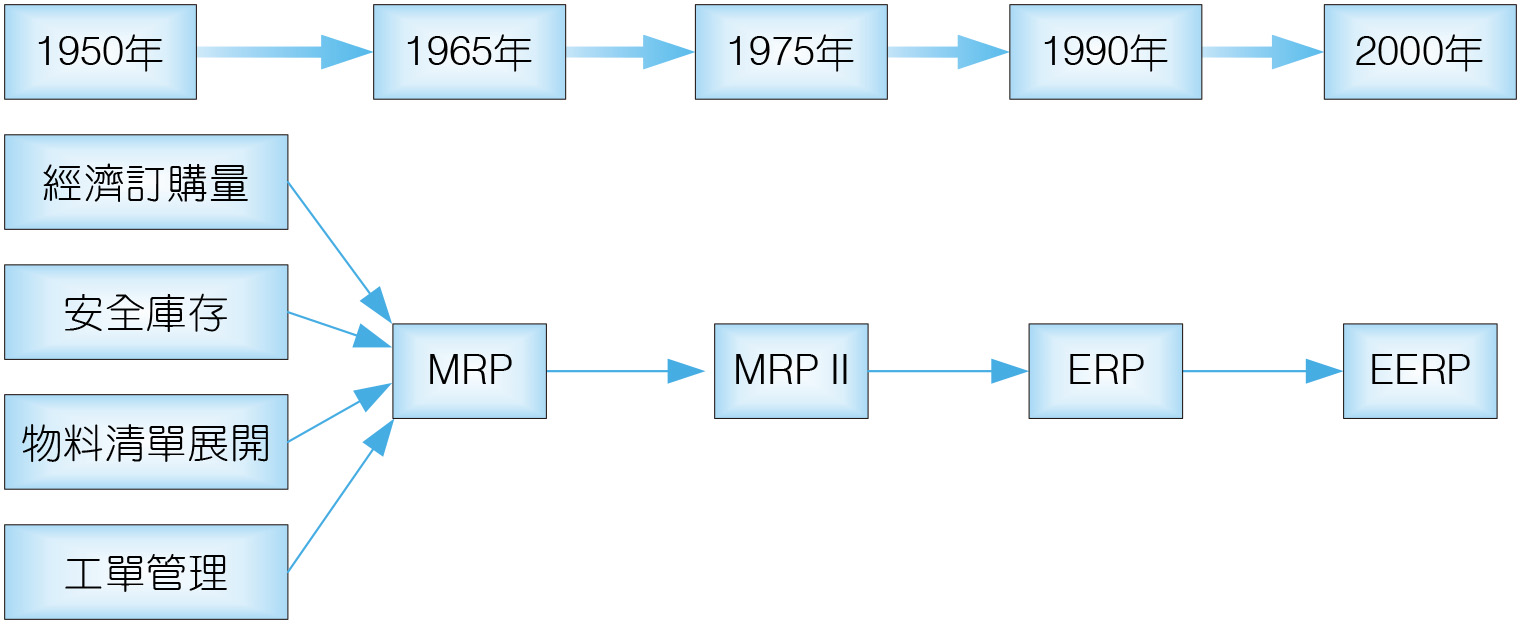 1950年
1965年
1975年
1990年
2000年
經濟訂購量
安全庫存
物料清單展開
工單管理
MRP
MRP II
ERP
EERP